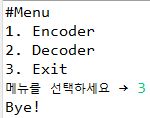 #Menu
1. Encoder
2. Decoder
3. Exit
메뉴를 선택하세요 → 3
Bye!